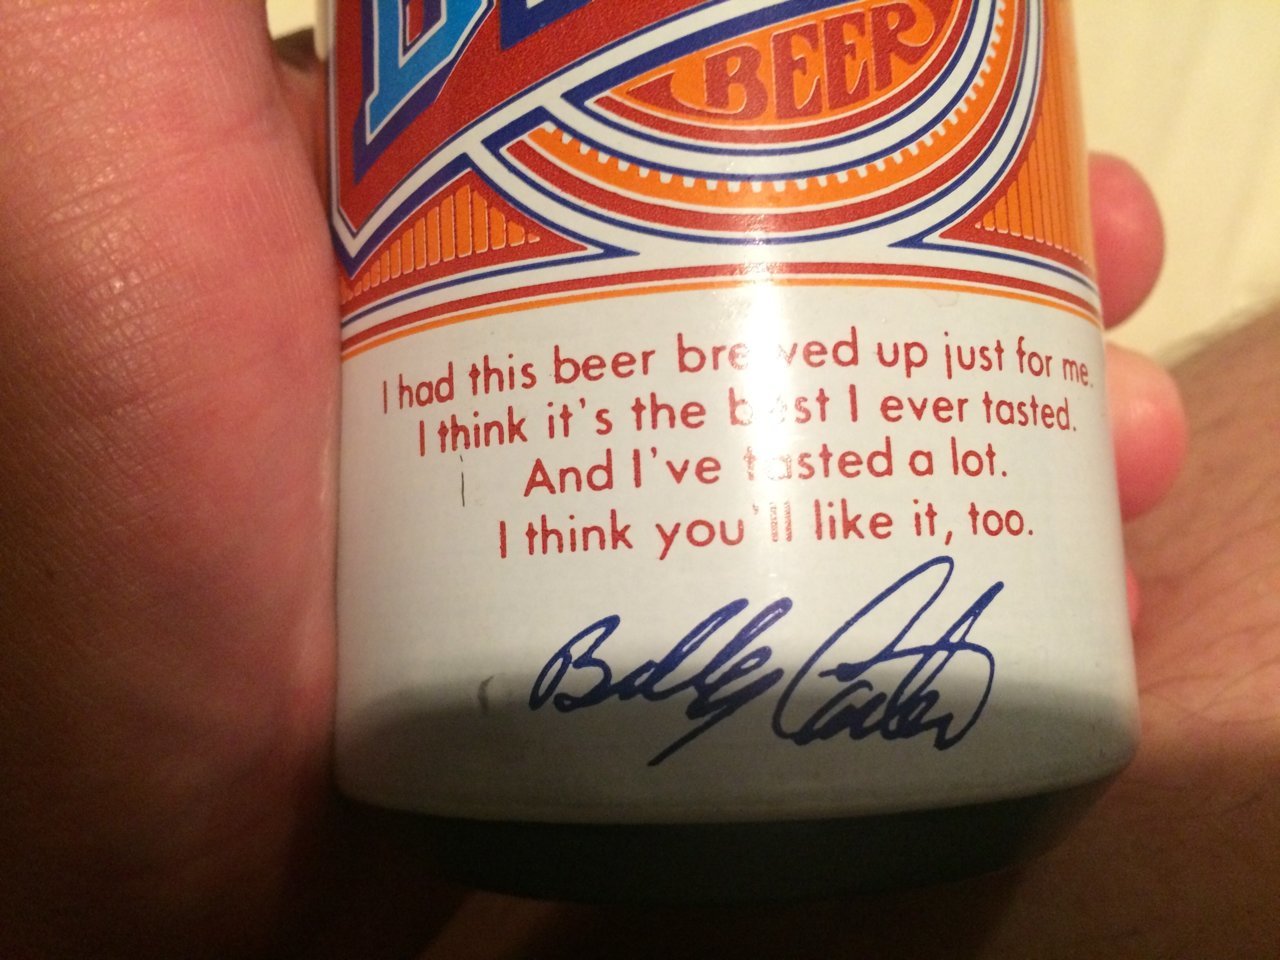 BEER
I had this beer brewed up just for me.
I think it's the best I ever tasted.
And I've tasted a lot.
I think you'll like it, too.
Billy Carter